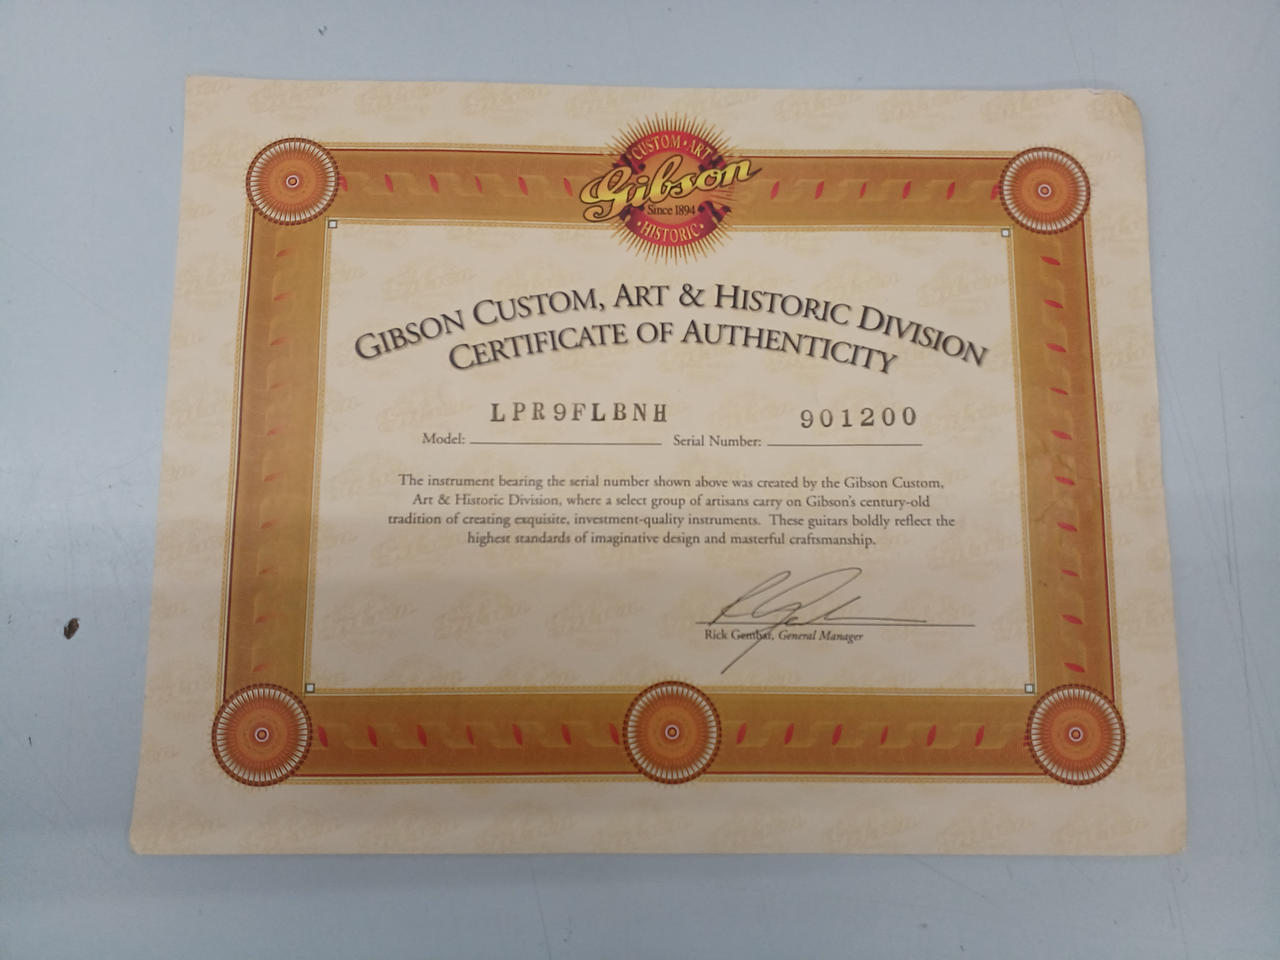 CUSTOM • ART
Gibson
Since 1894
• HISTORIC •
GIBSON CUSTOM, ART & HISTORIC DIVISION
CERTIFICATE OF AUTHENTICITY
LPR9FLBNH 901200
Model: Serial Number:
The instrument bearing the serial number shown above was created by the Gibson Custom,
Art & Historic Division, where a select group of artisans carry on Gibson's century-old
tradition of creating exquisite, investment-quality instruments. These guitars boldly reflect the
highest standards of imaginative design and masterful craftsmanship.
Rick Gembar, General Manager